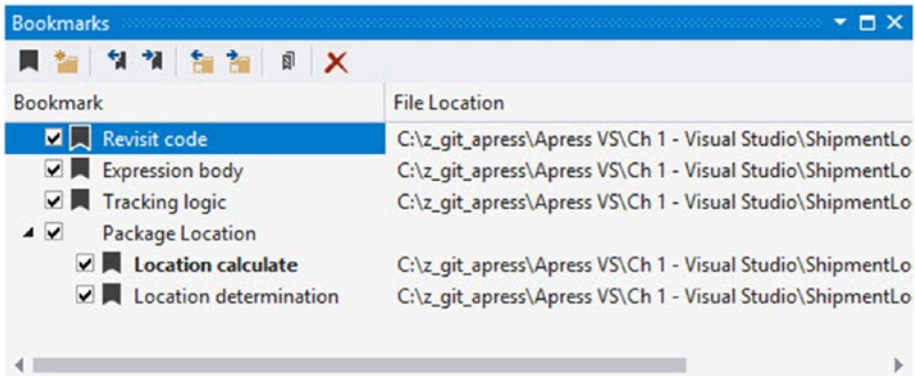 Bookmarks
Bookmark File Location
Revisit code C:\z_git_apress\Apress VS\Ch 1 - Visual Studio\ShipmentLo
Expression body C:\z_git_apress\Apress VS\Ch 1 - Visual Studio\ShipmentLo
Tracking logic C:\z_git_apress\Apress VS\Ch 1 - Visual Studio\ShipmentLo
Package Location
Location calculate C:\z_git_apress\Apress VS\Ch 1 - Visual Studio\ShipmentLo
Location determination C:\z_git_apress\Apress VS\Ch 1 - Visual Studio\ShipmentLo